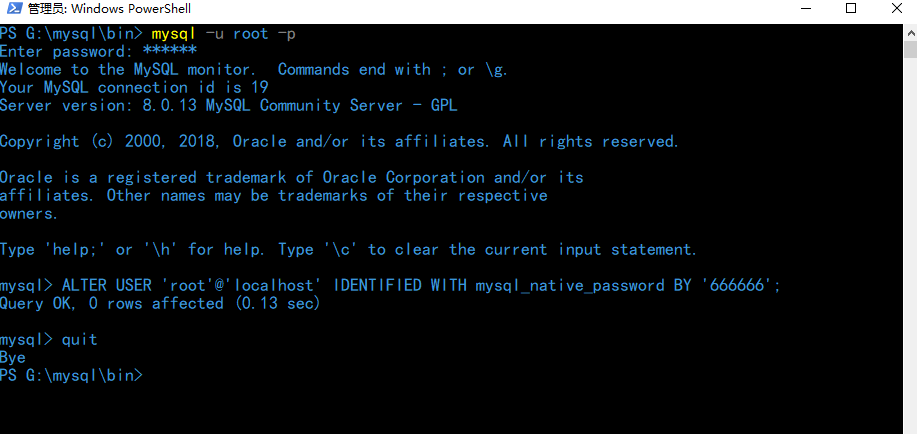 管理员: Windows PowerShell
PS G:\mysql\bin> mysql -u root -p
Enter password: ******
Welcome to the MySQL monitor.  Commands end with ; or \g.
Your MySQL connection id is 19
Server version: 8.0.13 MySQL Community Server - GPL
Copyright (c) 2000, 2018, Oracle and/or its affiliates. All rights reserved.
Oracle is a registered trademark of Oracle Corporation and/or its
affiliates. Other names may be trademarks of their respective
owners.
Type 'help;' or '\h' for help. Type '\c' to clear the current input statement.
mysql> ALTER USER 'root'@'localhost' IDENTIFIED WITH mysql_native_password BY '666666';
Query OK, 0 rows affected (0.13 sec)
mysql> quit
Bye
PS G:\mysql\bin>